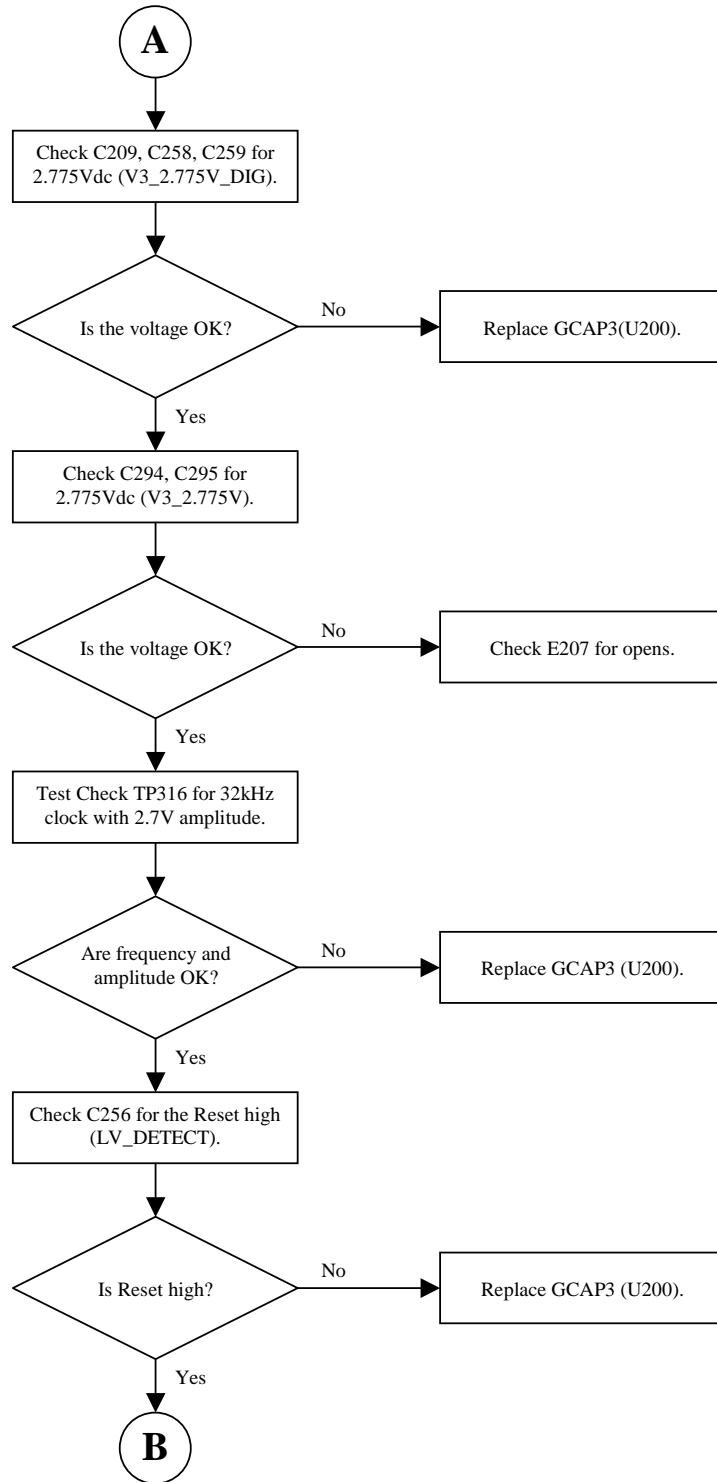 A
Check C209, C258, C259 for
2.775Vdc (V3_2.775V_DIG).
Is the voltage OK?
No
Replace GCAP3(U200).
Yes
Check C294, C295 for
2.775Vdc (V3_2.775V).
Is the voltage OK?
No
Check E207 for opens.
Yes
Test Check TP316 for 32kHz
clock with 2.7V amplitude.
Are frequency and
amplitude OK?
No
Replace GCAP3 (U200).
Yes
Check C256 for the Reset high
(LV_DETECT).
Is Reset high?
No
Replace GCAP3 (U200).
Yes
B